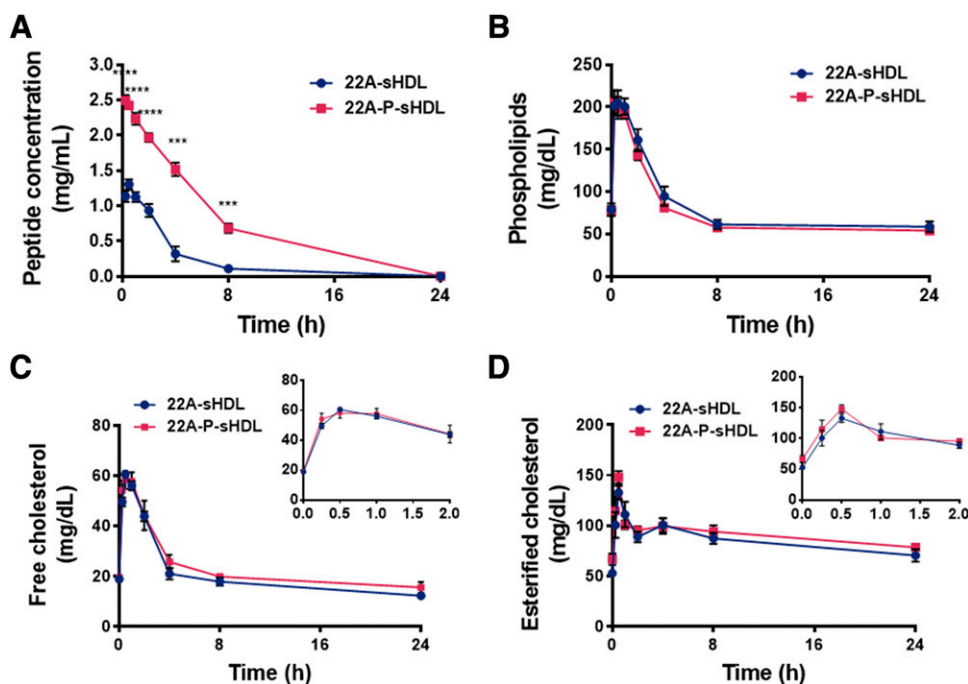 A
Peptide concentration
(mg/mL)
3.0
2.5
2.0
1.5
1.0
0.5
0.0
****
****
****
***
***
22A-sHDL
22A-P-sHDL
0
8
16
24
Time (h)
B
Phospholipids
(mg/dL)
250
200
150
100
50
0
22A-sHDL
22A-P-sHDL
0
8
16
24
Time (h)
C
Free cholesterol
(mg/dL)
80
60
40
20
0
22A-sHDL
22A-P-sHDL
60
40
20
0
0.0
0.5
1.0
1.5
2.0
0
8
16
24
Time (h)
D
Esterified cholesterol
(mg/dL)
200
150
100
50
0
22A-sHDL
22A-P-sHDL
200
150
100
50
0
0.0
0.5
1.0
1.5
2.0
0
8
16
24
Time (h)